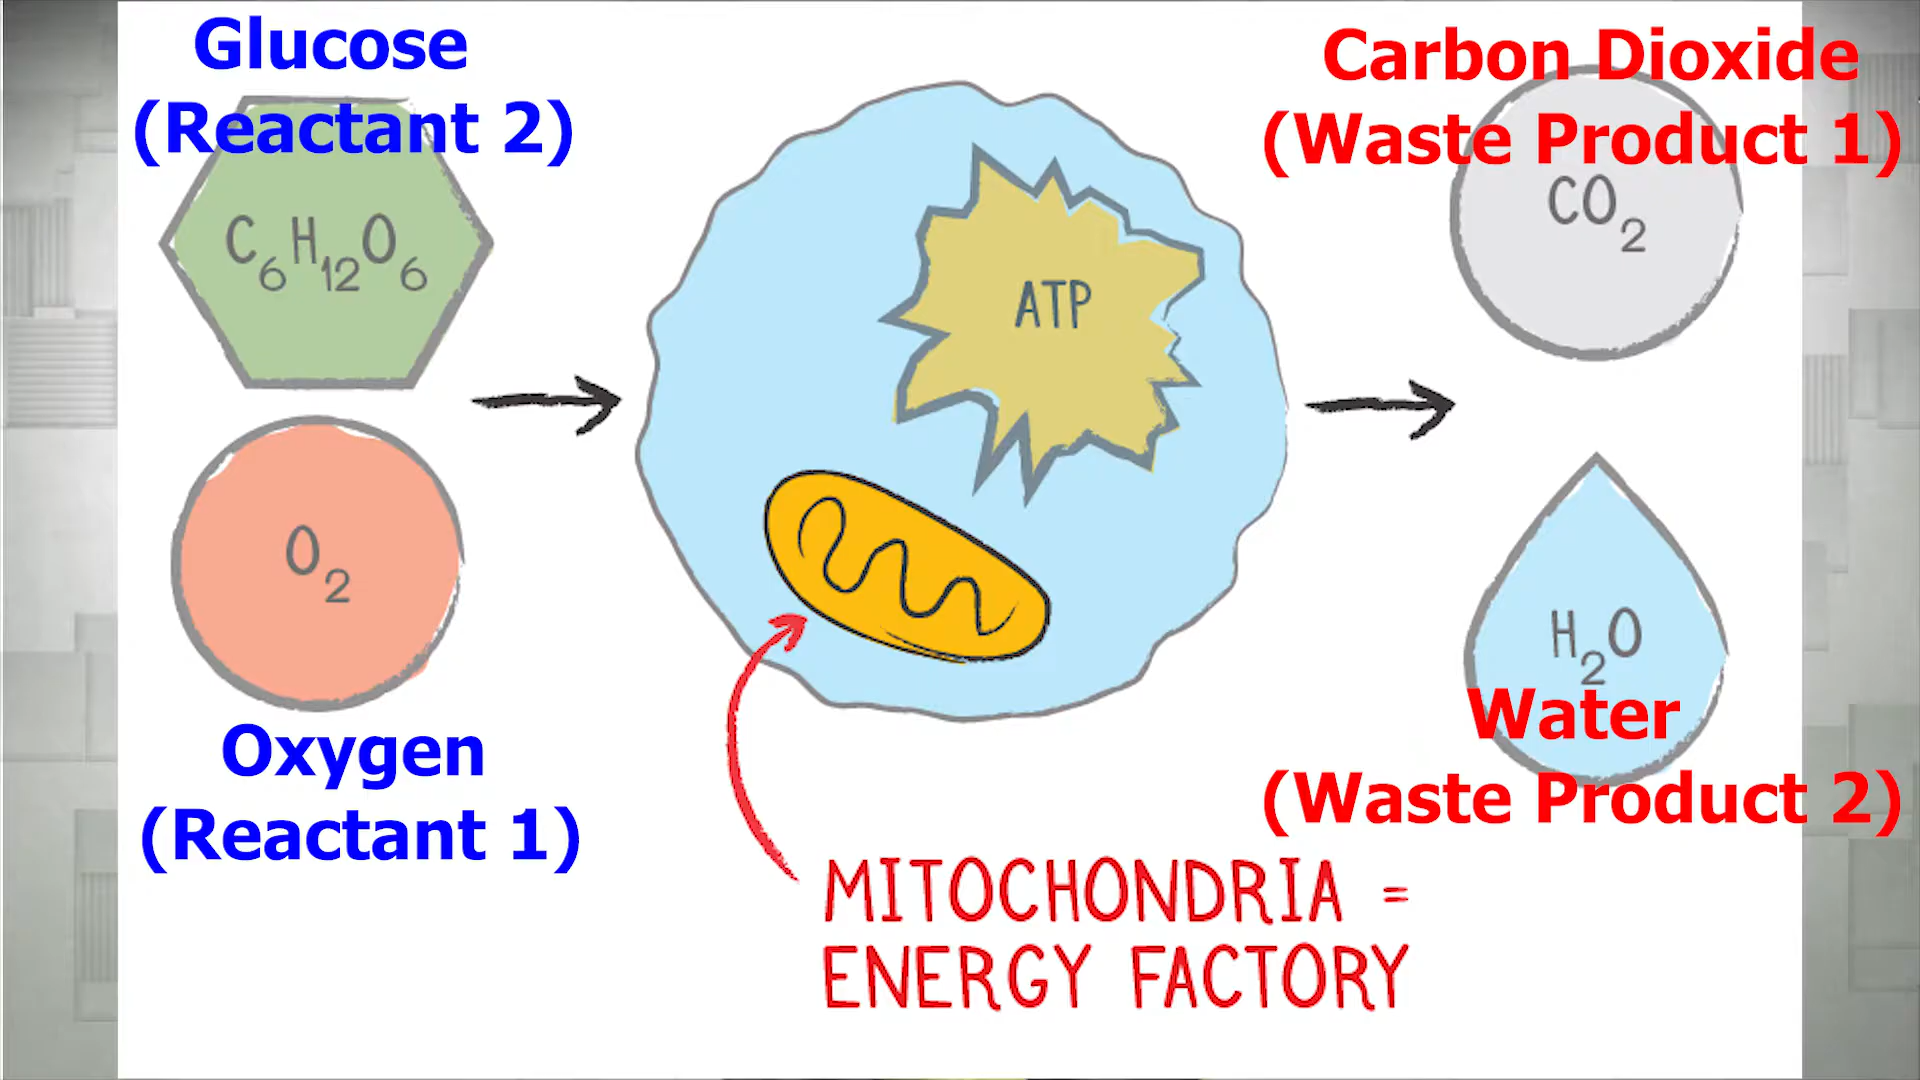 Glucose
(Reactant 2)
C6H12O6
O2
Oxygen
(Reactant 1)
ATP
MITOCHONDRIA =
ENERGY FACTORY
Carbon Dioxide
(Waste Product 1)
CO2
H2O
Water
(Waste Product 2)